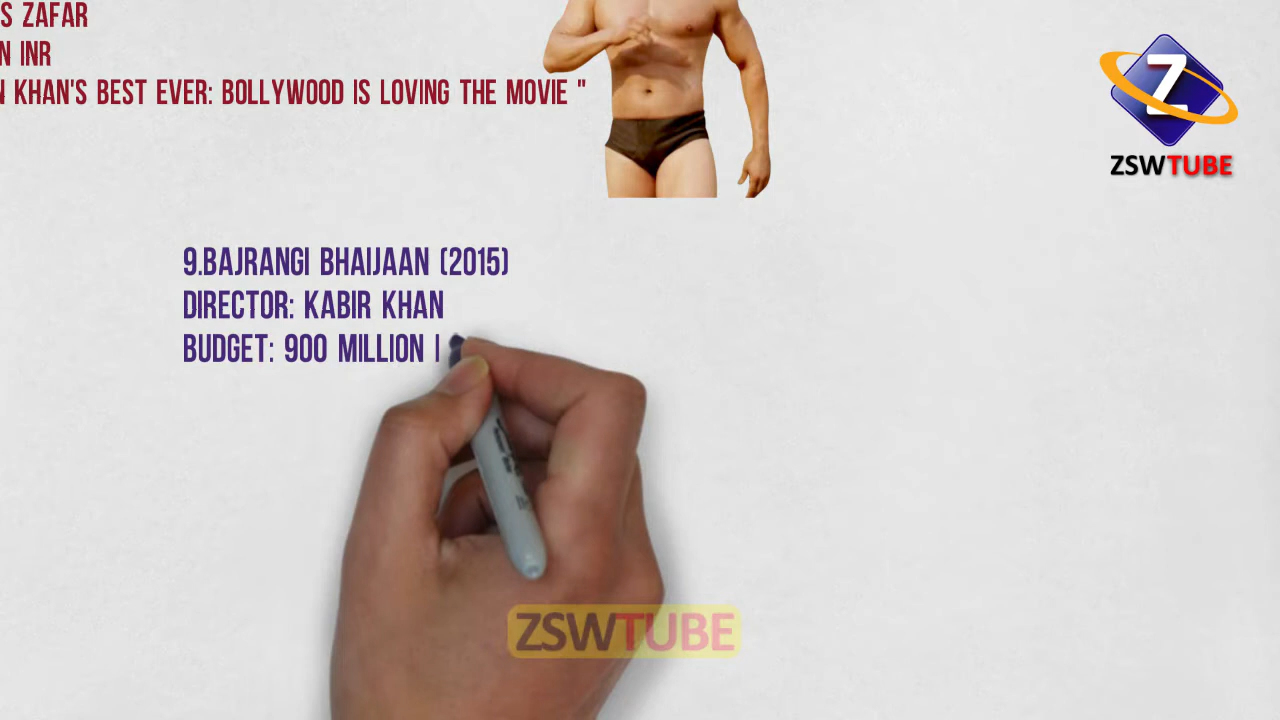 S ZAFAR
N INR
N KHAN'S BEST EVER: BOLLYWOOD IS LOVING THE MOVIE "
Z
ZSWTUBE
9.BAJRANGI BHAIJAAN (2015)
DIRECTOR: KABIR KHAN
BUDGET: 900 MILLION I
ZSWTUBE